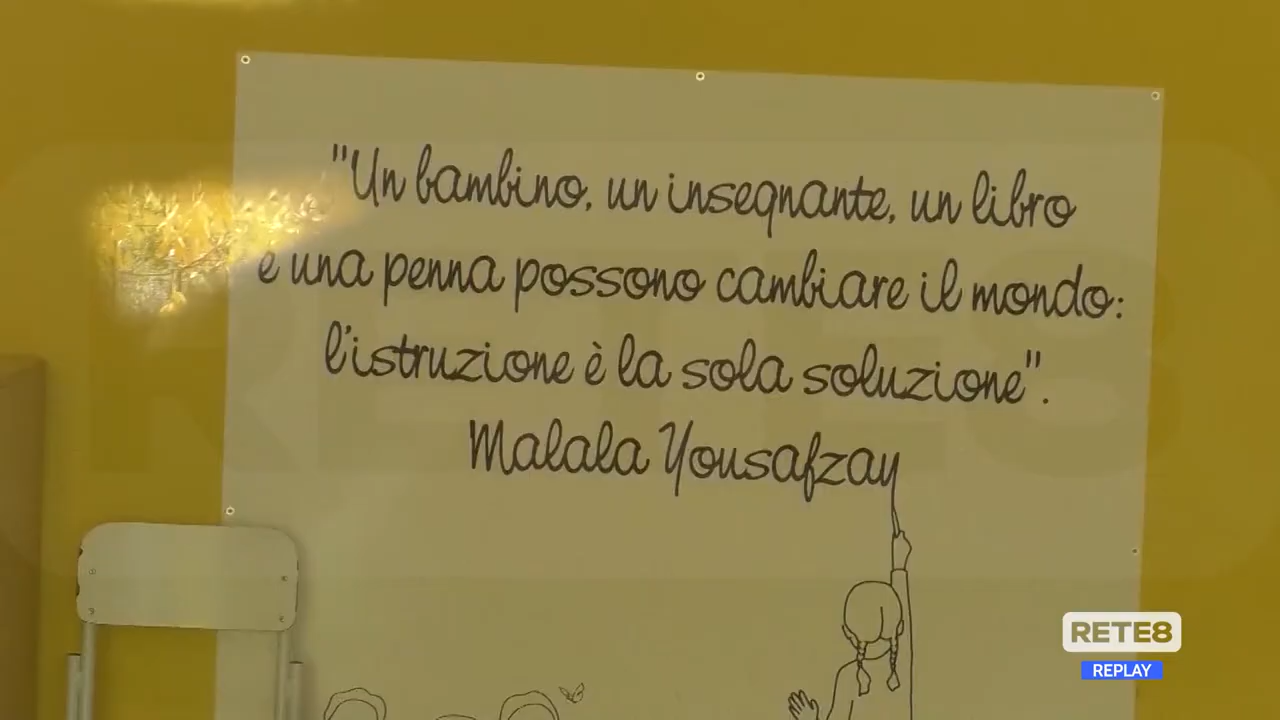 "Un bambino, un insegnante, un libro
e una penna possono cambiare il mondo:
l'istruzione è la sola soluzione".
Malala Yousafzay
RETE8
RETE8
REPLAY